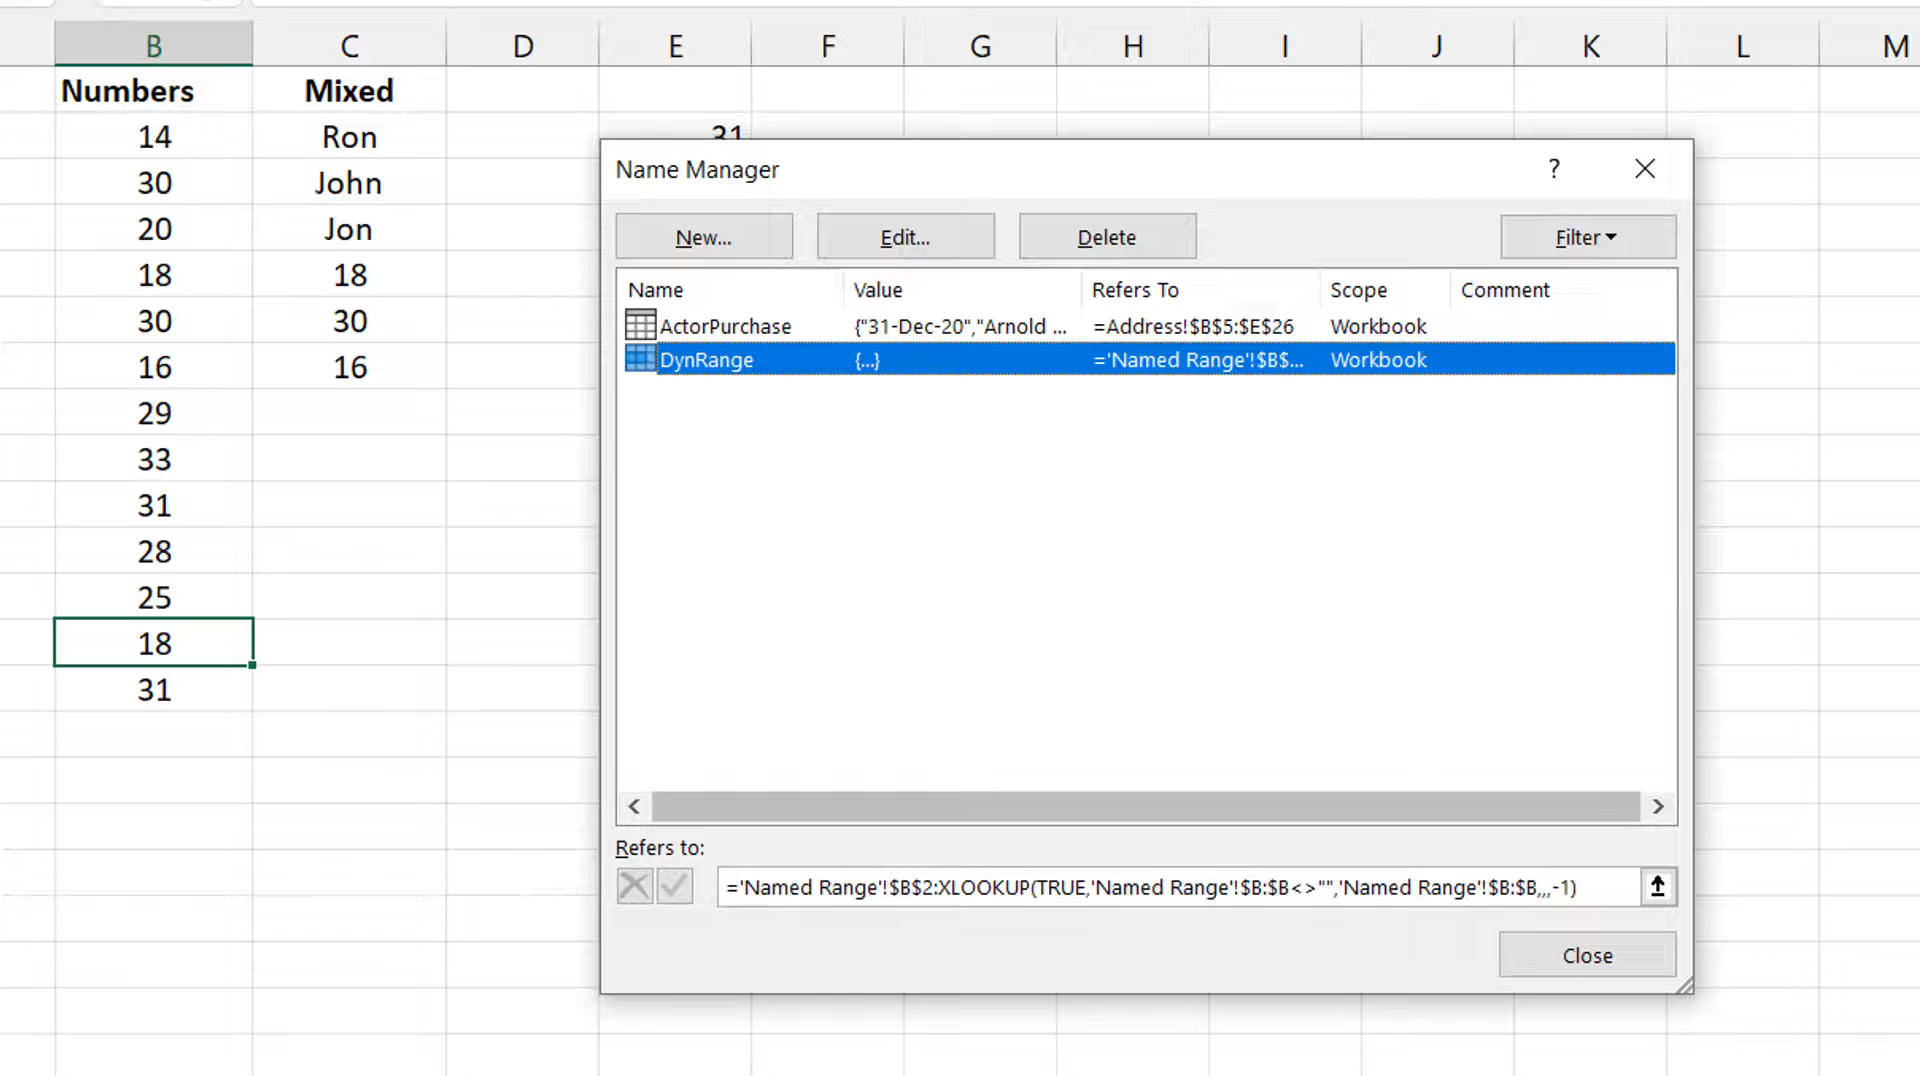 B C D E F G H I J K L M
Numbers Mixed
14 Ron 31
30 John
20 Jon
18 18
30 30
16 16
29
33
31
28
25
18
31
Name Manager ? 
New... Edit... Delete Filter
Name Value Refers To Scope Comment
ActorPurchase {"31-Dec-20","Arnold ... =Address!$B$5:$E$26 Workbook
DynRange {...} ='Named Range'!$B$... Workbook
Refers to:
='Named Range'!$B$2:XLOOKUP(TRUE,'Named Range'!$B:$B<>"",'Named Range'!$B:$B,,,-1)
Close